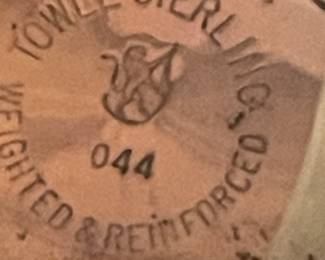 TOWLE STERLING
044
WEIGHTED & REINFORCED